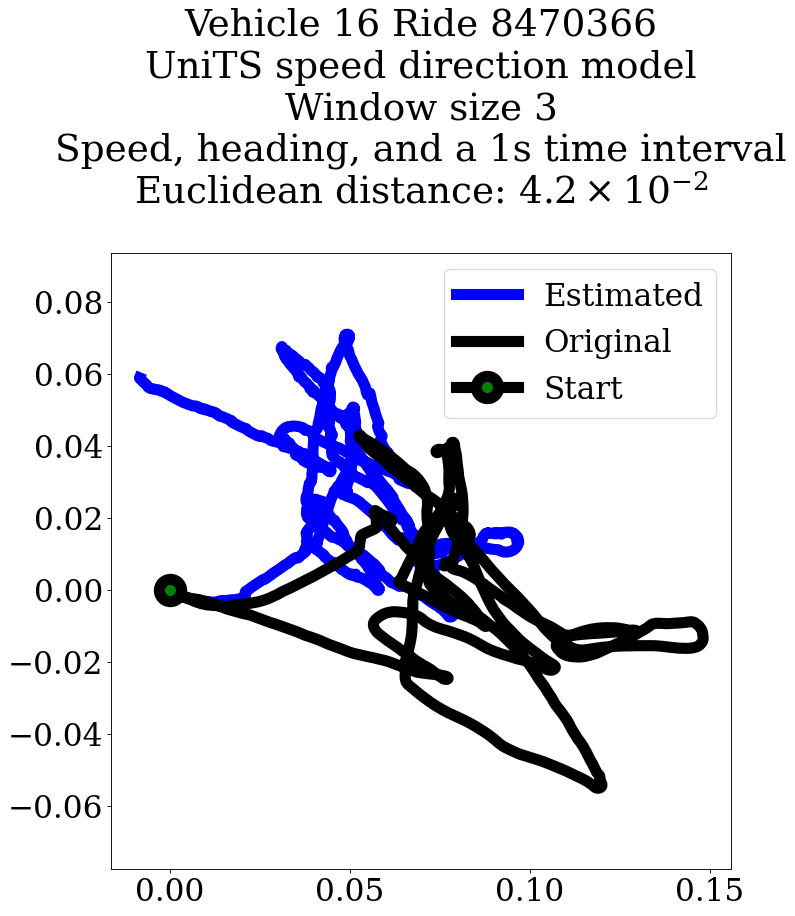 Vehicle 16 Ride 8470366
UniTS speed direction model
Window size 3
Speed, heading, and a 1s time interval
Euclidean distance: 4.2 × 10⁻²
Estimated
Original
Start
0.08
0.06
0.04
0.02
0.00
−0.02
−0.04
−0.06
0.00 0.05 0.10 0.15